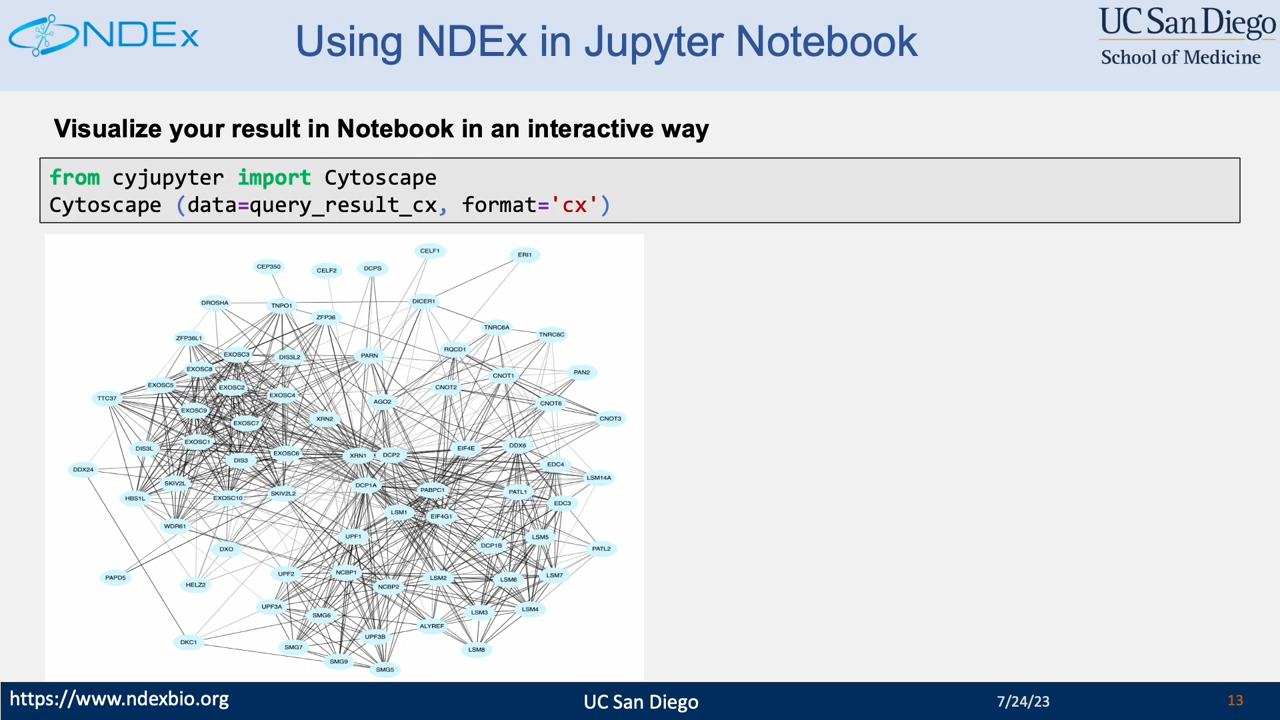 NDEx
Using NDEx in Jupyter Notebook
UC San Diego
School of Medicine
Visualize your result in Notebook in an interactive way
from cyjupyter import Cytoscape
Cytoscape (data=query_result_cx, format='cx')
CELF1
ERI1
CEP350
CELF2
DCPS
DROSHA
TNPO1
DICER1
ZFP36
TNRC6A
TNRC6C
ZFP36L1
EXOSC3
DIS3L2
PARN
RQCD1
EXOSC8
PAN2
CNOT1
EXOSC5
EXOSC2
CNOT2
EXOSC4
TTC37
AGO2
CNOT6
EXOSC9
XRN2
CNOT3
EXOSC7
EXOSC1
DIS3L
EIF4E
DDX6
EXOSC6
XRN1
DCP2
DIS3
EDC4
DDX24
LSM14A
SKIV2L
DCP1A
PABPC1
PATL1
HBS1L
EXOSC10
SKIV2L2
EDC3
LSM1
EIF4G1
WDR61
UPF1
LSM5
DXO
DCP1B
PATL2
PAPD5
UPF2
NCBP1
LSM2
LSM6
LSM7
HELZ2
NCBP2
UPF3A
SMG6
LSM3
LSM4
ALYREF
DKC1
UPF3B
SMG7
LSM8
SMG9
SMG5
https://www.ndexbio.org
UC San Diego
7/24/23
13